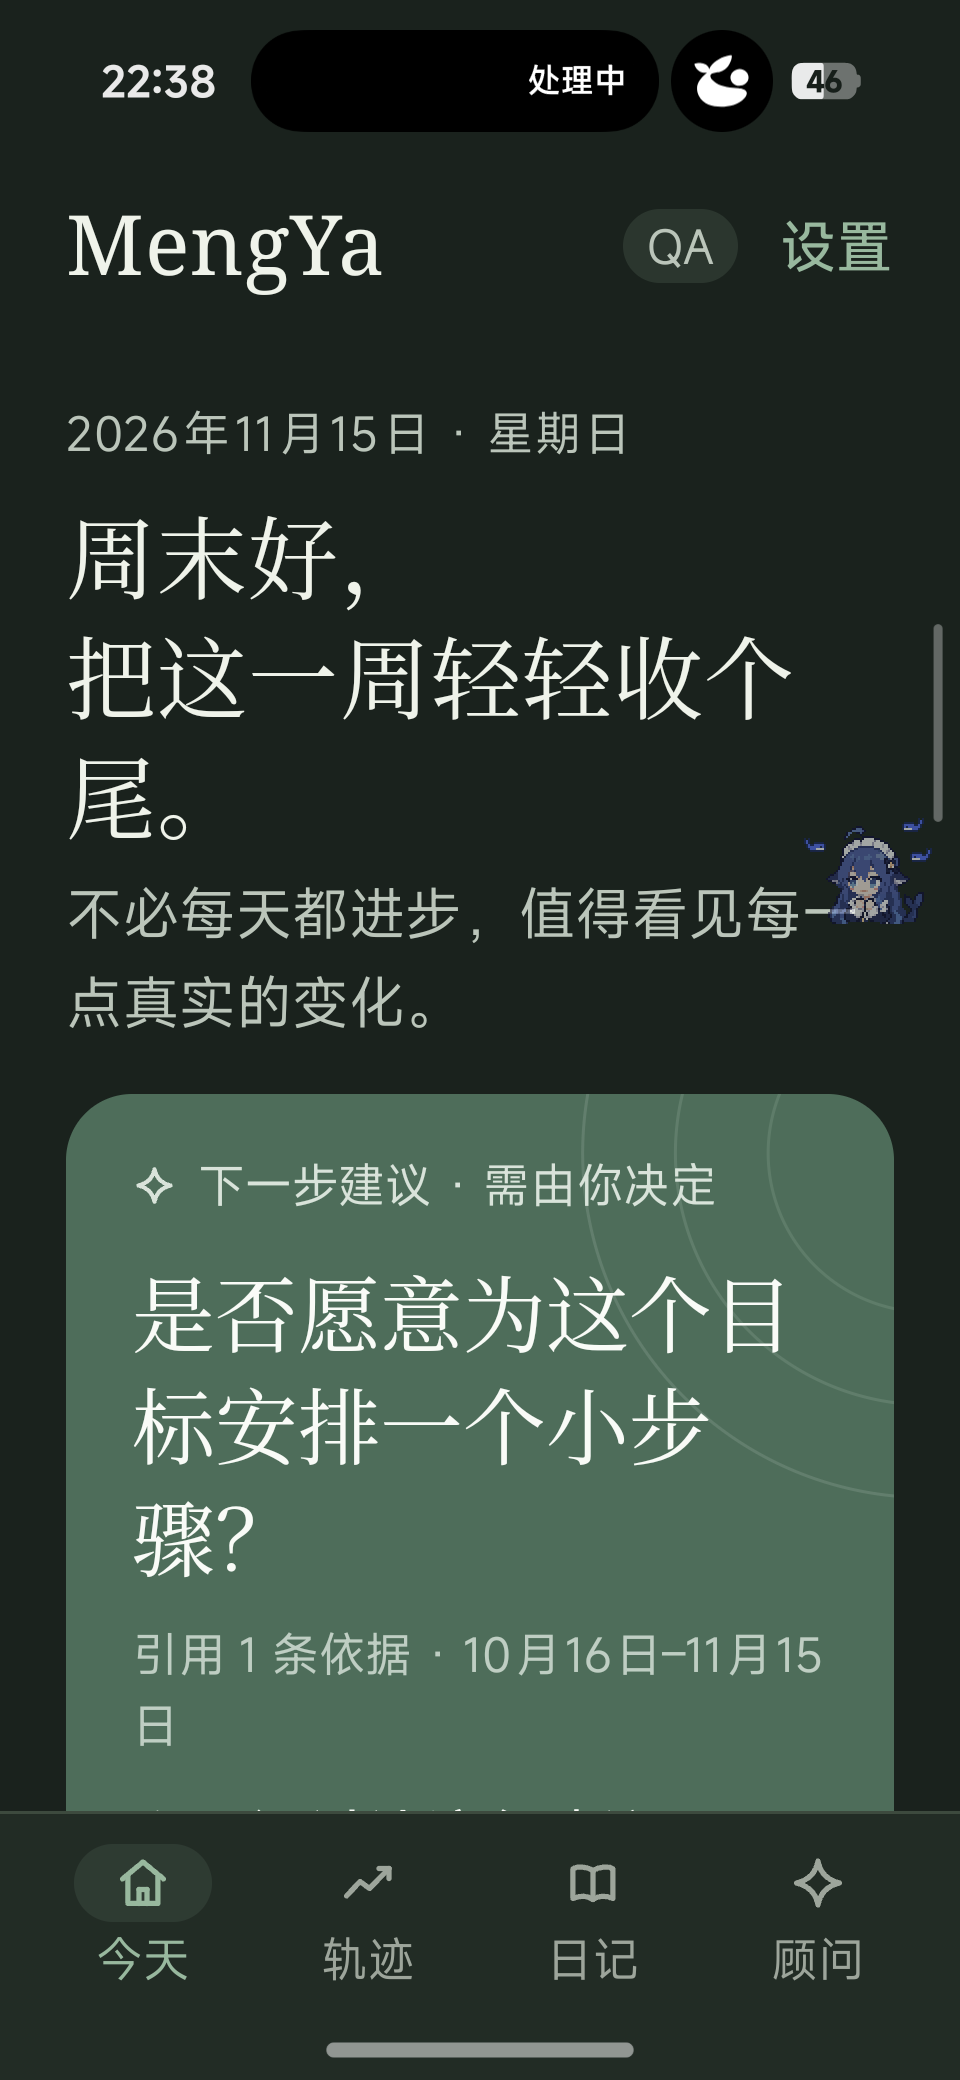 22:38
处理中
46
MengYa
QA
设置
2026年11月15日 · 星期日
周末好，
把这一周轻轻收个
尾。
不必每天都进步，值得看见每一
点真实的变化。
下一步建议 · 需由你决定
是否愿意为这个目
标安排一个小步
骤？
引用 1 条依据 · 10月16日–11月15
日
今天
轨迹
日记
顾问